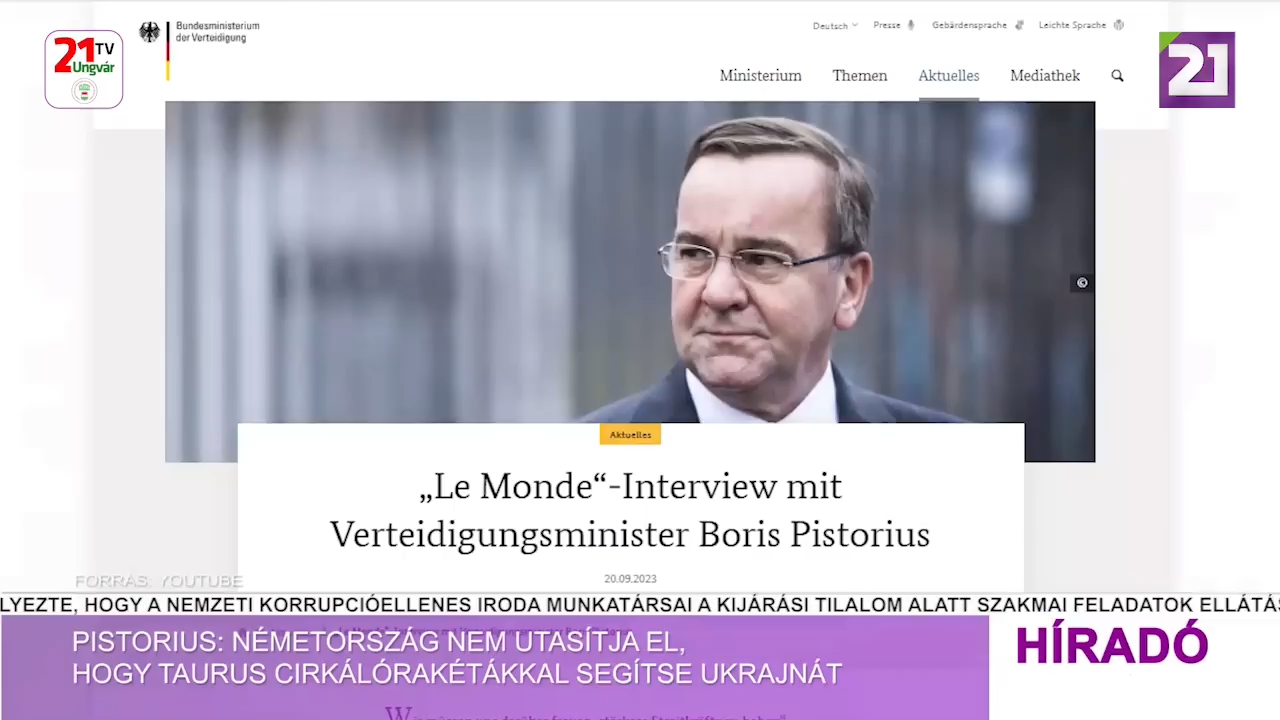 Bundesministerium
der Verteidigung
Deutsch
Presse
Gebärdensprache
Leichte Sprache
21 TV
Ungvár
21
Ministerium
Themen
Aktuelles
Mediathek
©
Aktuelles
„Le Monde“-Interview mit
Verteidigungsminister Boris Pistorius
20.09.2023
FORRÁS: YOUTUBE
LYEZTE, HOGY A NEMZETI KORRUPCIÓELLENES IRODA MUNKATÁRSAI A KIJÁRÁSI TILALOM ALATT SZAKMAI FELADATOK ELLÁTÁS
PISTORIUS: NÉMETORSZÁG NEM UTASÍTJA EL,
HOGY TAURUS CIRKÁLÓRAKÉTÁKKAL SEGÍTSE UKRAJNÁT
HÍRADÓ